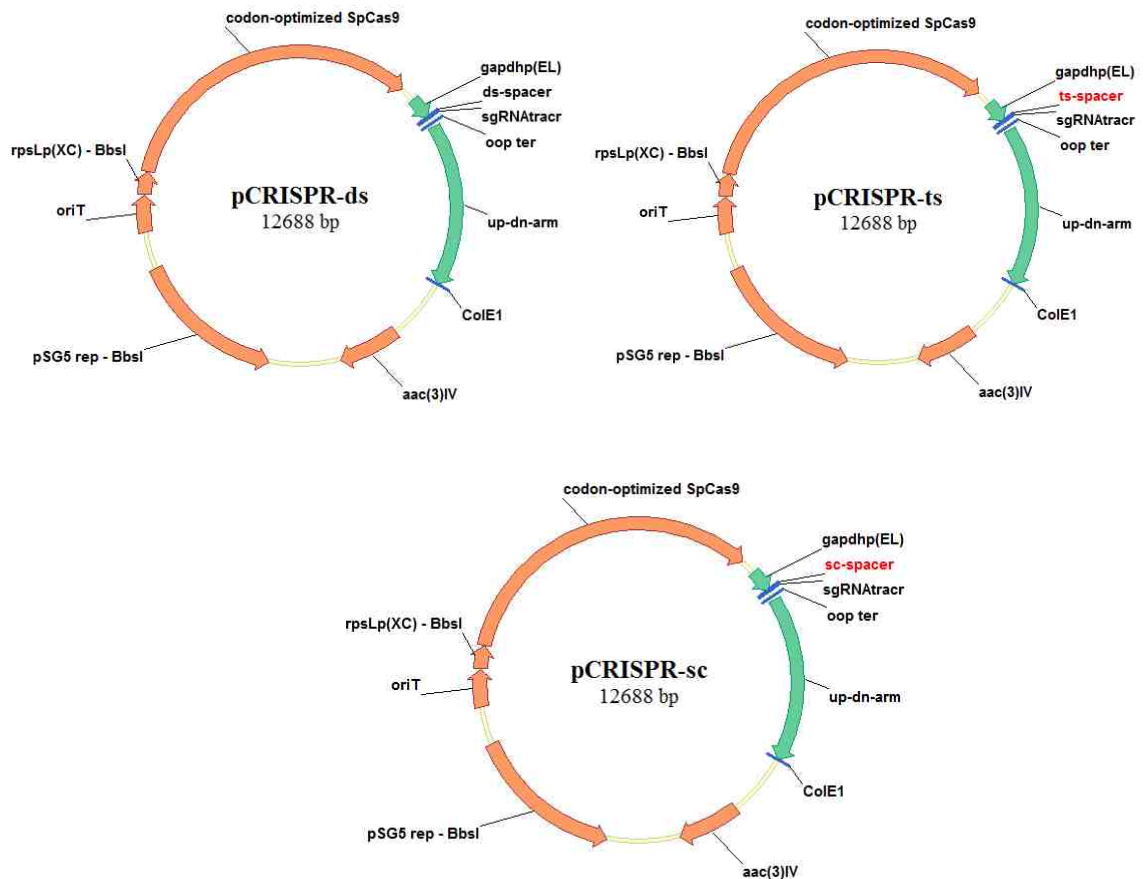 codon-optimized SpCas9
gapdhp(EL)
ds-spacer
sgRNAtracr
oop ter
rpsLp(XC) - BbsI
oriT
pCRISPR-ds
12688 bp
up-dn-arm
ColE1
pSG5 rep - BbsI
aac(3)IV
codon-optimized SpCas9
gapdhp(EL)
ts-spacer
sgRNAtracr
oop ter
rpsLp(XC) - BbsI
oriT
pCRISPR-ts
12688 bp
up-dn-arm
ColE1
pSG5 rep - BbsI
aac(3)IV
codon-optimized SpCas9
gapdhp(EL)
sc-spacer
sgRNAtracr
oop ter
rpsLp(XC) - BbsI
oriT
pCRISPR-sc
12688 bp
up-dn-arm
ColE1
pSG5 rep - BbsI
aac(3)IV